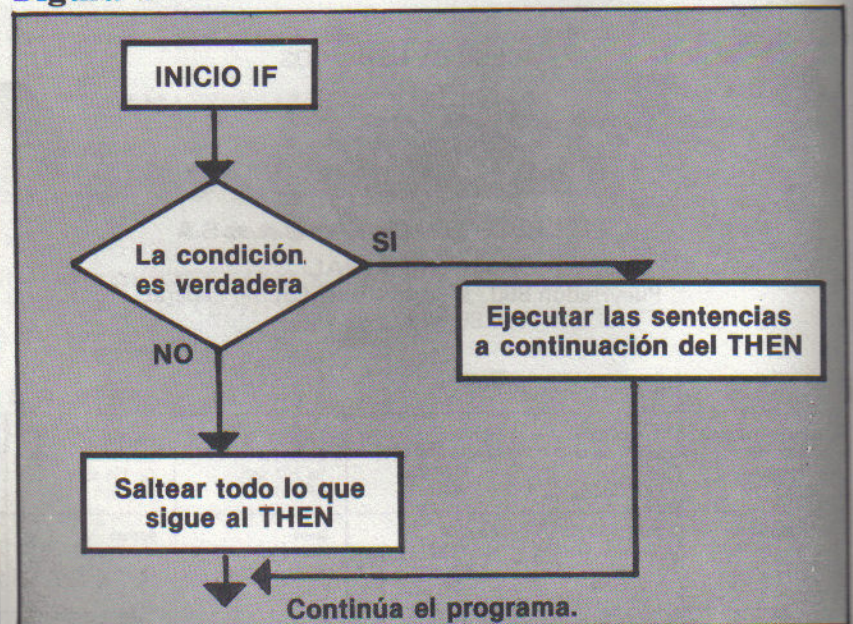 INICIO IF
La condición
es verdadera
SI
NO
Ejecutar las sentencias
a continuación del THEN
Saltear todo lo que
sigue al THEN
Continúa el programa.